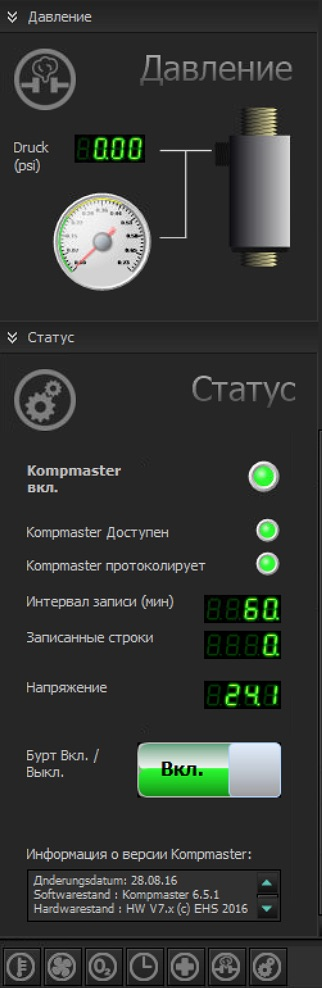 Давление
Давление
Druck
(psi)
0.00
Статус
Статус
Kompmaster
вкл.
Kompmaster Доступен
Kompmaster протоколирует
Интервал записи (мин)
60.
Записанные строки
0.
Напряжение
24.1
Бурт Вкл. /
Выкл.
Вкл.
Информация о версии Kompmaster:
Дnderungsdatum: 28.08.16
Softwarestand : Kompmaster 6.5.1
Hardwarestand : HW V7.x (c) EHS 2016
O2